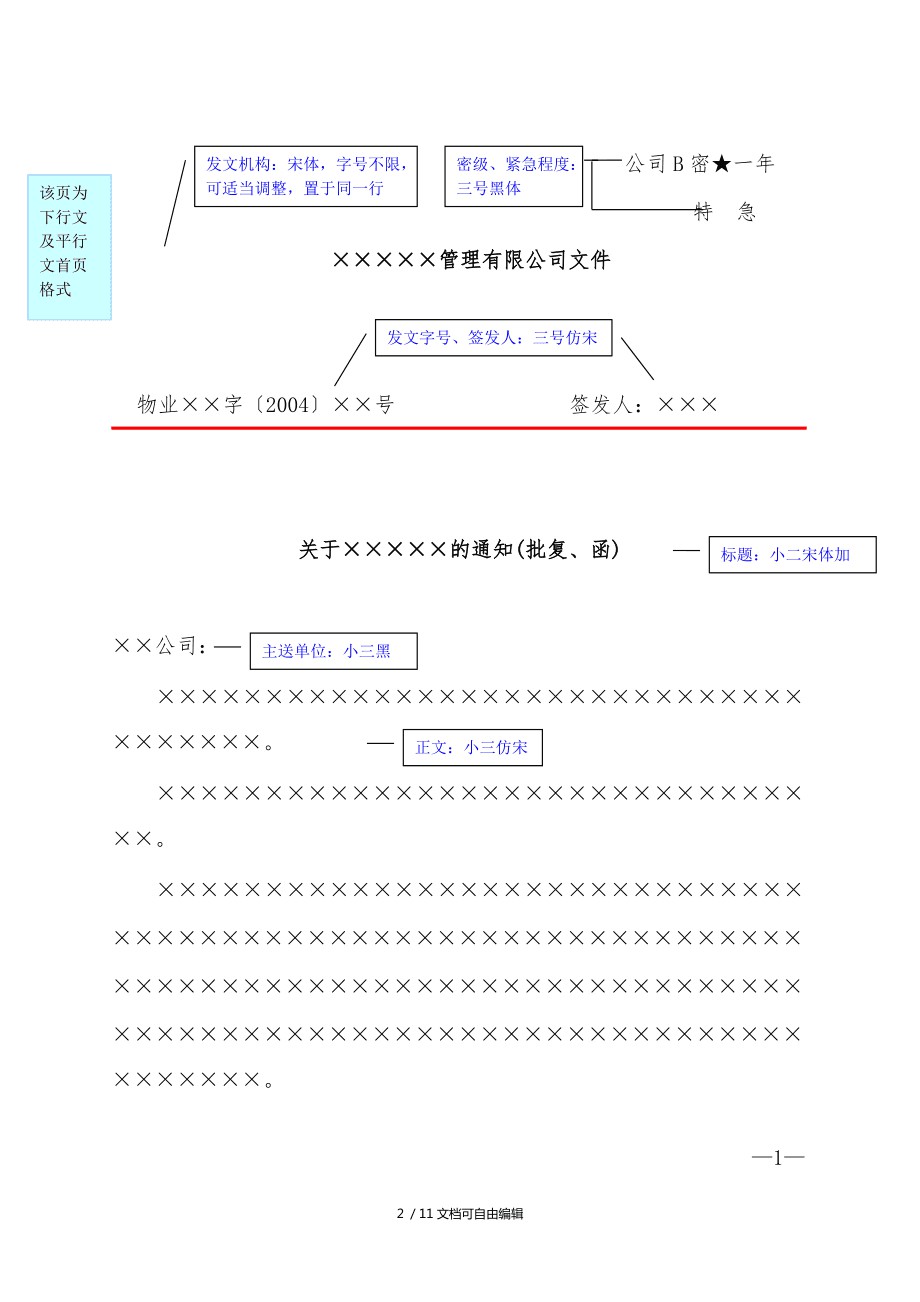 发文机构：宋体，字号不限，
可适当调整，置于同一行
密级、紧急程度：
三号黑体
公司B密★一年
特 急
该页为
下行文
及平行
文首页
格式
×××××管理有限公司文件
发文字号、签发人：三号仿宋
物业××字〔2004〕××号 签发人：×××
关于×××××的通知(批复、函)
标题：小二宋体加
××公司：
主送单位：小三黑
××××××××××××××××××××××××××××××
×××××××。
正文：小三仿宋
××××××××××××××××××××××××××××××
××。
××××××××××××××××××××××××××××××
××××××××××××××××××××××××××××××××
××××××××××××××××××××××××××××××××
××××××××××××××××××××××××××××××××
×××××××。
—1—
2 / 11文档可自由编辑